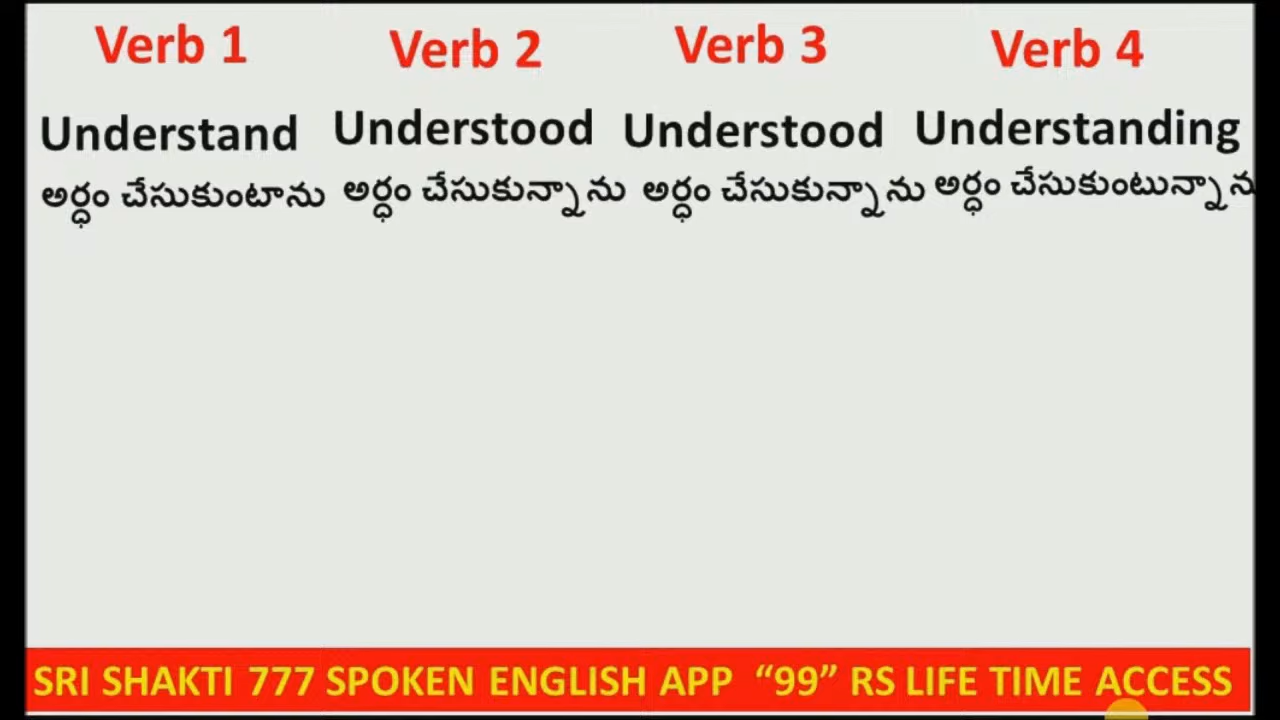 Verb 1 Verb 2 Verb 3 Verb 4
Understand Understood Understood Understanding
అర్ధం చేసుకుంటాను అర్ధం చేసుకున్నాను అర్ధం చేసుకున్నాను అర్ధం చేసుకుంటున్నాను
SRI SHAKTI 777 SPOKEN ENGLISH APP “99” RS LIFE TIME ACCESS